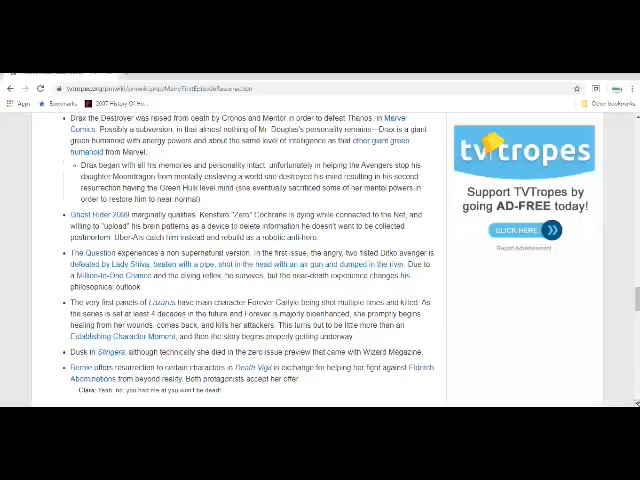 tvtropes.org/pmwiki/pmwiki.php/Main/FirstEpisodeResurrection
Apps Bookmarks 2007 History Of Ho... Other bookmarks
Drax the Destroyer was raised from death by Cronos and Mentor in order to defeat Thanos, in Marvel
Comics. Possibly a subversion, in that almost nothing of Mr. Douglas's personality remains—Drax is a giant
green humanoid with energy powers and about the same level of intelligence as that other giant green
humanoid from Marvel.
Drax began with all his memories and personality intact, unfortunately in helping the Avengers stop his
daughter Moondragon from mentally enslaving a world she destroyed his mind resulting in his second
resurrection having the Green Hulk level mind (she eventually sacrificed some of her mental powers in
order to restore him to near normal)
Ghost Rider 2099 marginally qualifies. Kenshiro "Zero" Cochrane is dying while connected to the Net, and
willing to "upload" his brain patterns as a device to delete information he doesn't want to be collected
postmortem. Uber-AIs catch him instead and rebuild as a robotic anti-hero.
The Question experiences a non supernatural version. In the first issue, the angry, two fisted Ditko avenger is
defeated by Lady Shiva, beaten with a pipe, shot in the head with an air gun and dumped in the river. Due to
a Million-to-One Chance and the diving reflex, he survives, but the near-death experience changes his
philosophical outlook
The very first panels of Lazarus have main character Forever Carlyle being shot multiple times and killed. As
the series is set at least 4 decades in the future and Forever is majorly bioenhanced, she promptly begins
healing from her wounds, comes back, and kills her attackers. This turns out to be little more than an
Establishing Character Moment, and then the story begins properly getting underway
Dusk in Slingers, although technically she died in the zero issue preview that came with Wizard Magazine.
Bernie offers resurrection to certain characters in Death Vigil in exchange for helping her fight against Eldritch
Abominations from beyond reality. Both protagonists accept her offer.
Clara: Yeah, no, you had me at you won't be dead!
tvtropes
Support TVTropes by
going AD-FREE today!
CLICK HERE
Report Advertisement